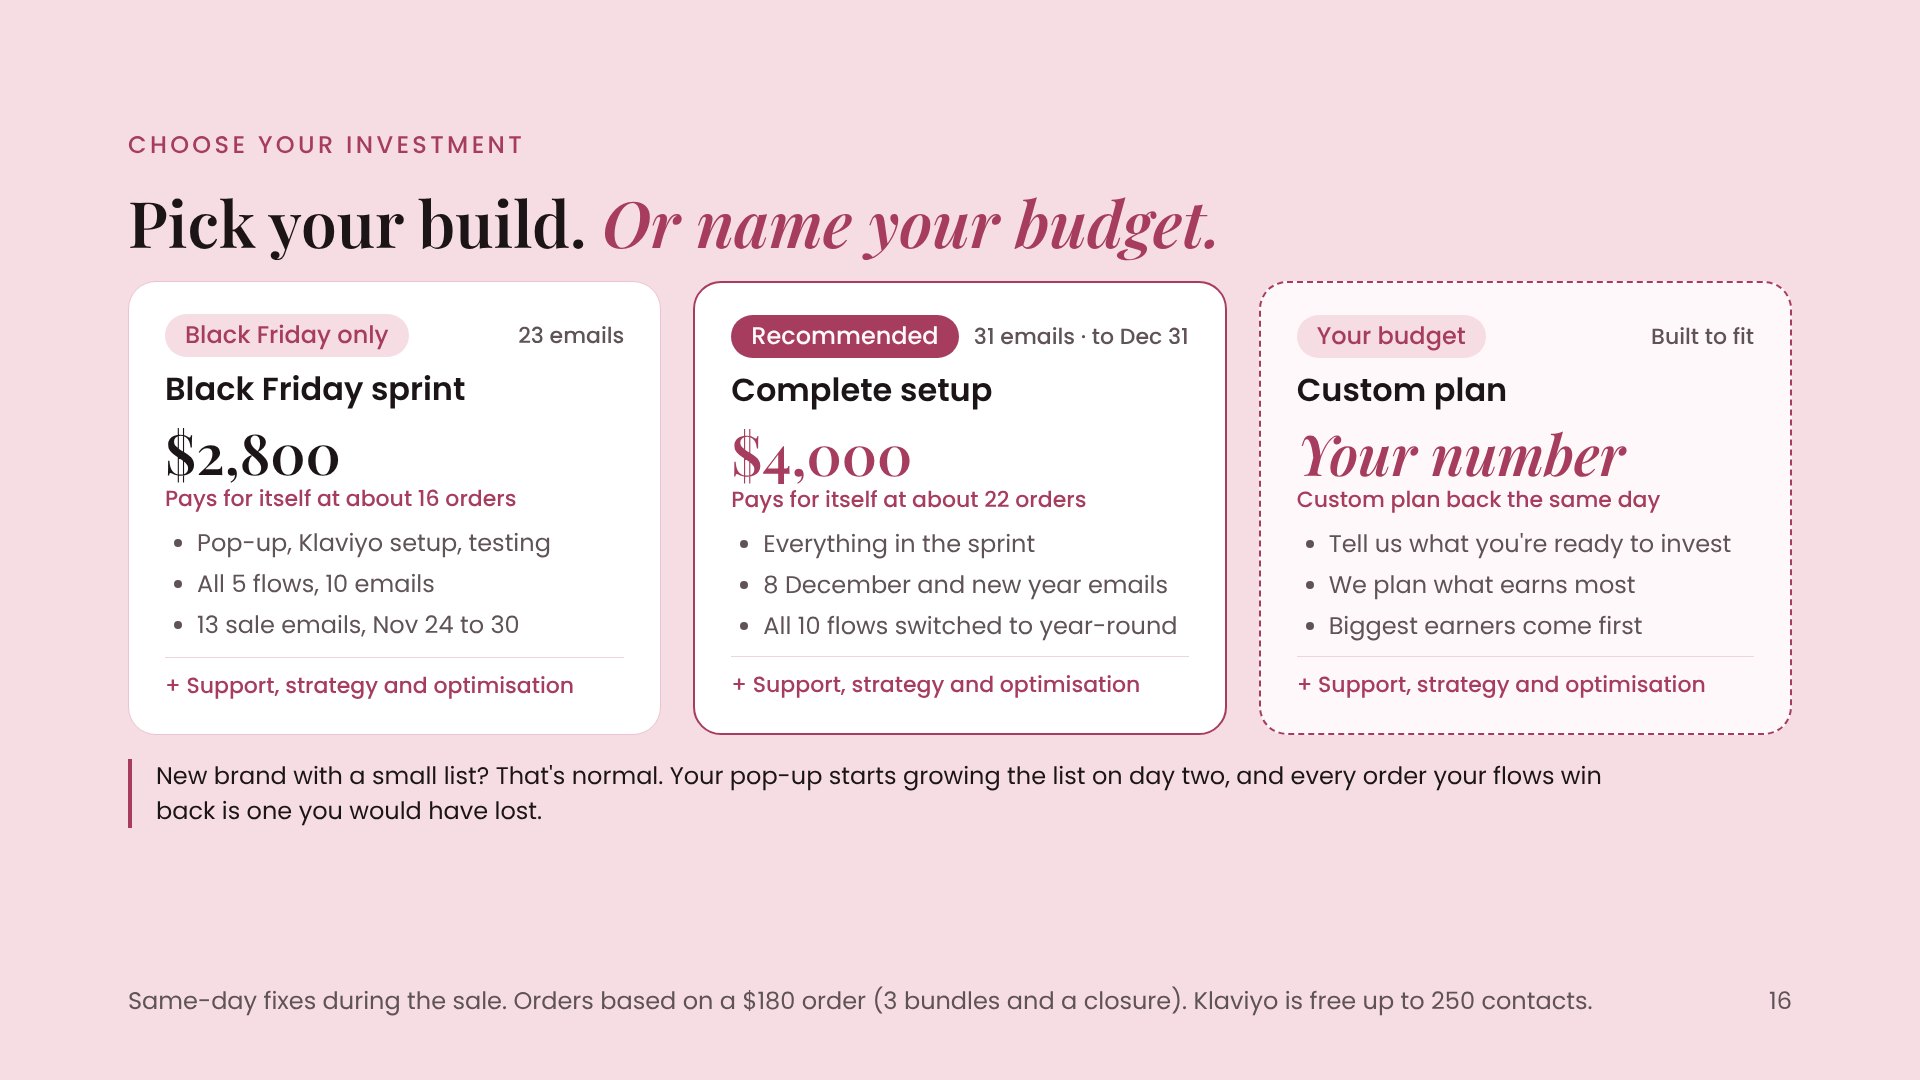 CHOOSE YOUR INVESTMENT
Pick your build. Or name your budget.
Black Friday only
23 emails
Black Friday sprint
$2,800
Pays for itself at about 16 orders
• Pop-up, Klaviyo setup, testing
• All 5 flows, 10 emails
• 13 sale emails, Nov 24 to 30
+ Support, strategy and optimisation
Recommended
31 emails · to Dec 31
Complete setup
$4,000
Pays for itself at about 22 orders
• Everything in the sprint
• 8 December and new year emails
• All 10 flows switched to year-round
+ Support, strategy and optimisation
Your budget
Built to fit
Custom plan
Your number
Custom plan back the same day
• Tell us what you're ready to invest
• We plan what earns most
• Biggest earners come first
+ Support, strategy and optimisation
New brand with a small list? That's normal. Your pop-up starts growing the list on day two, and every order your flows win
back is one you would have lost.
Same-day fixes during the sale. Orders based on a $180 order (3 bundles and a closure). Klaviyo is free up to 250 contacts.
16